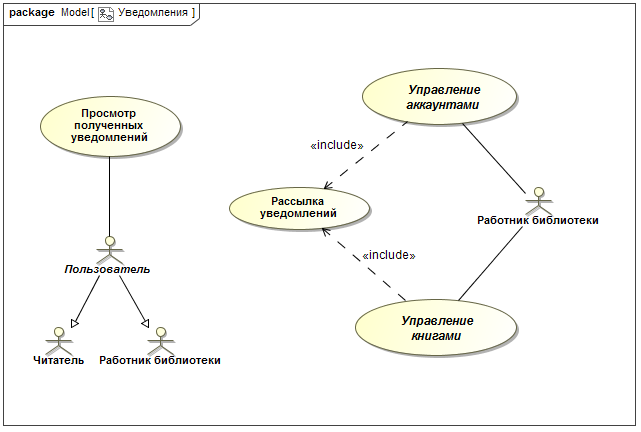 package Model [ Уведомления ]
Управление
аккаунтами
Просмотр
полученных
уведомлений
«include»
Рассылка
уведомлений
Работник библиотеки
«include»
Пользователь
Управление
книгами
Читатель
Работник библиотеки